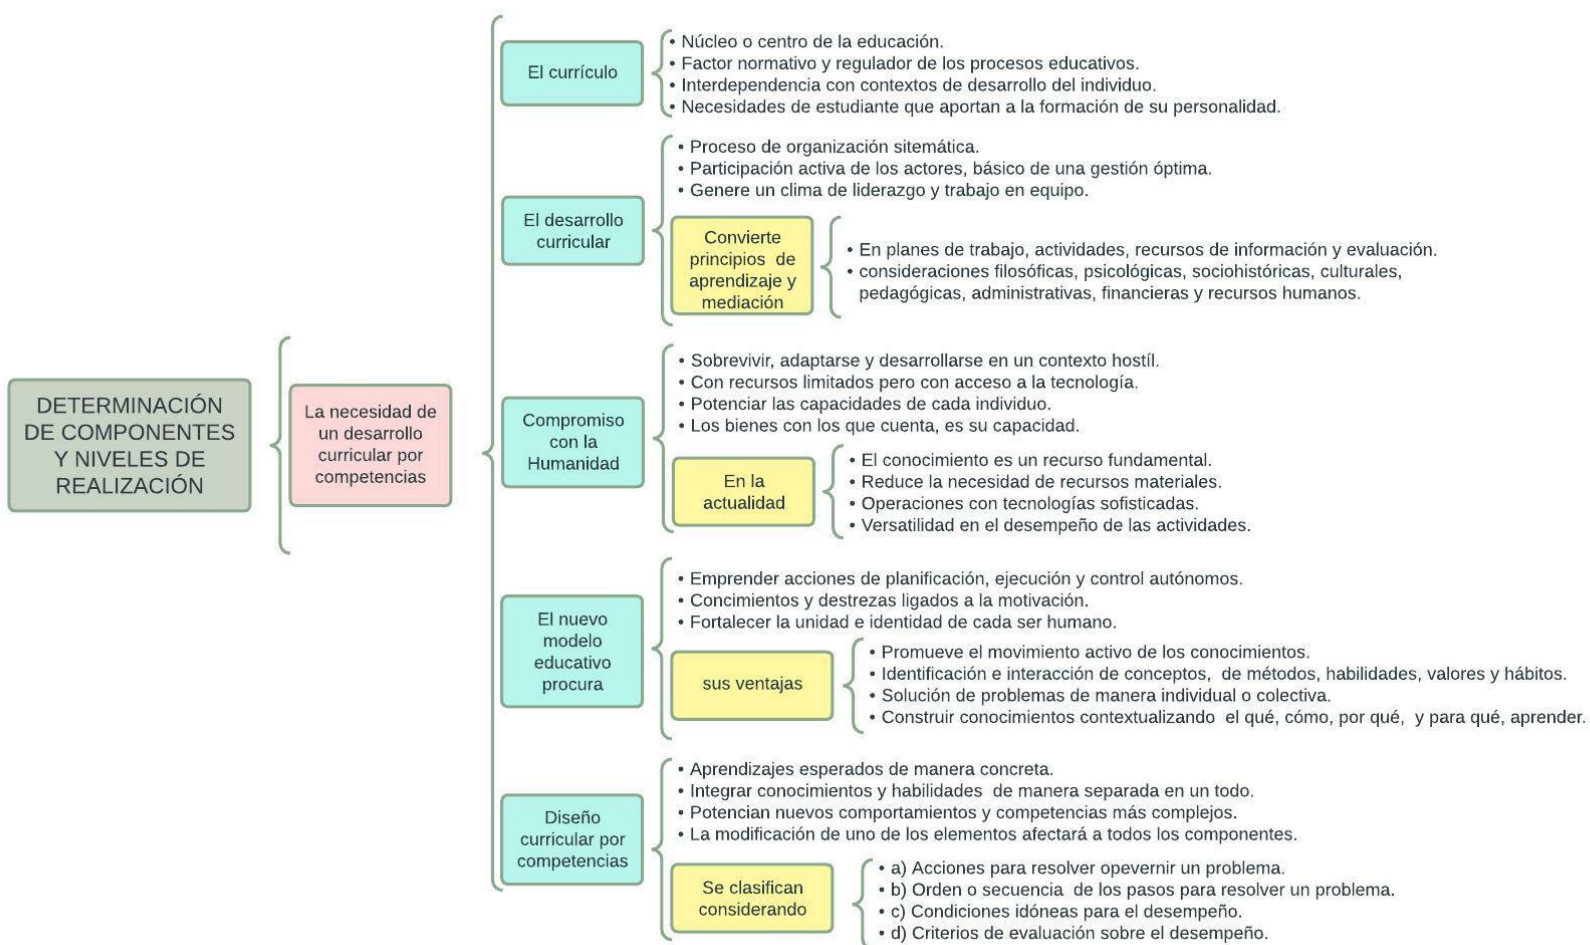 DETERMINACIÓN
DE COMPONENTES
Y NIVELES DE
REALIZACIÓN
La necesidad de
un desarrollo
curricular por
competencias
El currículo
• Núcleo o centro de la educación.
• Factor normativo y regulador de los procesos educativos.
• Interdependencia con contextos de desarrollo del individuo.
• Necesidades de estudiante que aportan a la formación de su personalidad.
El desarrollo
curricular
• Proceso de organización sitemática.
• Participación activa de los actores, básico de una gestión óptima.
• Genere un clima de liderazgo y trabajo en equipo.
Convierte
principios de
aprendizaje y
mediación
• En planes de trabajo, actividades, recursos de información y evaluación.
• consideraciones filosóficas, psicológicas, sociohistóricas, culturales,
pedagógicas, administrativas, financieras y recursos humanos.
Compromiso
con la
Humanidad
• Sobrevivir, adaptarse y desarrollarse en un contexto hostíl.
• Con recursos limitados pero con acceso a la tecnología.
• Potenciar las capacidades de cada individuo.
• Los bienes con los que cuenta, es su capacidad.
En la
actualidad
• El conocimiento es un recurso fundamental.
• Reduce la necesidad de recursos materiales.
• Operaciones con tecnologías sofisticadas.
• Versatilidad en el desempeño de las actividades.
El nuevo
modelo
educativo
procura
• Emprender acciones de planificación, ejecución y control autónomos.
• Concimientos y destrezas ligados a la motivación.
• Fortalecer la unidad e identidad de cada ser humano.
sus ventajas
• Promueve el movimiento activo de los conocimientos.
• Identificación e interacción de conceptos, de métodos, habilidades, valores y hábitos.
• Solución de problemas de manera individual o colectiva.
• Construir conocimientos contextualizando el qué, cómo, por qué, y para qué, aprender.
Diseño
curricular por
competencias
• Aprendizajes esperados de manera concreta.
• Integrar conocimientos y habilidades de manera separada en un todo.
• Potencian nuevos comportamientos y competencias más complejos.
• La modificación de uno de los elementos afectará a todos los componentes.
Se clasifican
considerando
• a) Acciones para resolver opevernir un problema.
• b) Orden o secuencia de los pasos para resolver un problema.
• c) Condiciones idóneas para el desempeño.
• d) Criterios de evaluación sobre el desempeño.